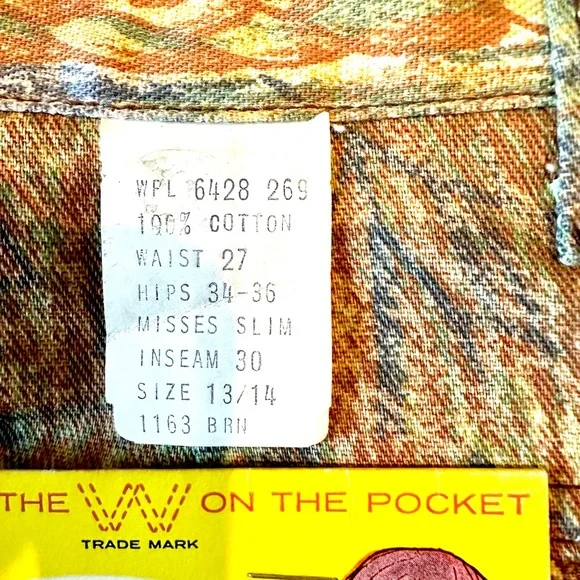 WPL 6428 269
100% COTTON
WAIST 27
HIPS 34-36
MISSES SLIM
INSEAM 30
SIZE 13/14
1163 BRN
THE W ON THE POCKET
TRADE MARK